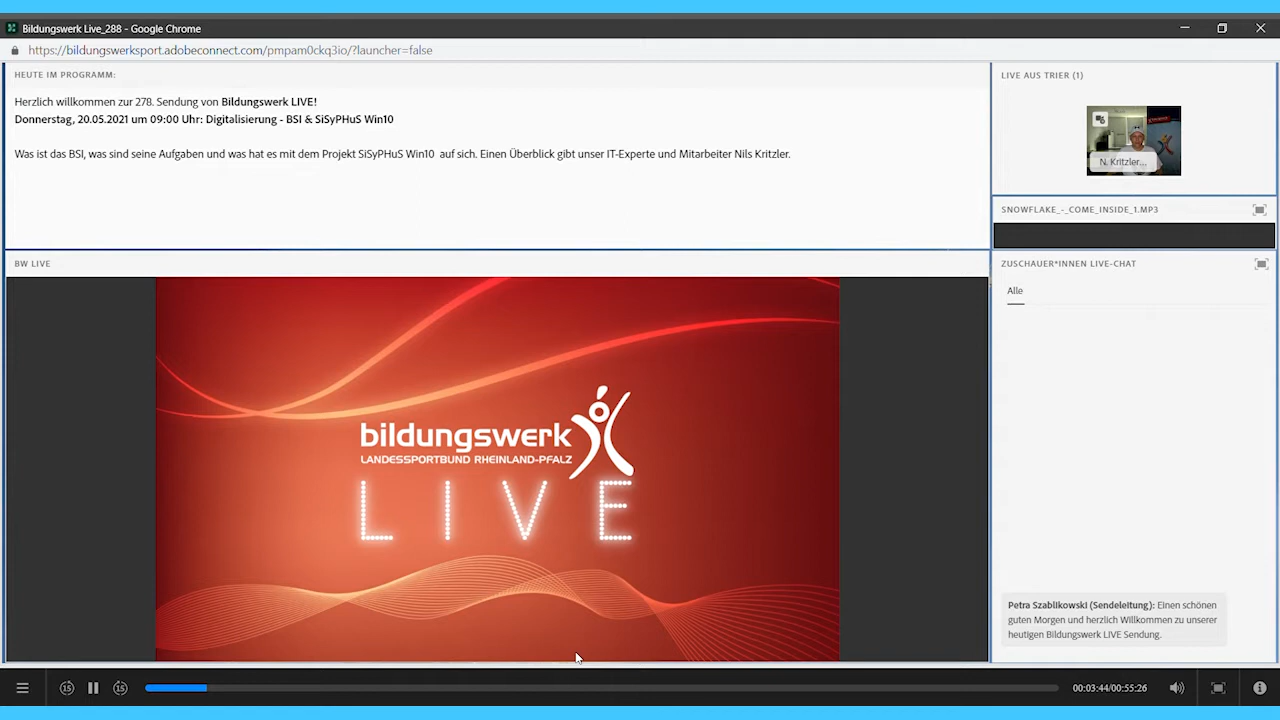 Bildungswerk Live_288 - Google Chrome
https://bildungswerksport.adobeconnect.com/pmpam0ckq3io/?launcher=false
HEUTE IM PROGRAMM:
Herzlich willkommen zur 278. Sendung von Bildungswerk LIVE!
Donnerstag, 20.05.2021 um 09:00 Uhr: Digitalisierung - BSI & SiSyPHuS Win10
Was ist das BSI, was sind seine Aufgaben und was hat es mit dem Projekt SiSyPHuS Win10 auf sich. Einen Überblick gibt unser IT-Experte und Mitarbeiter Nils Kritzler.
LIVE AUS TRIER (1)
N. Kritzler...
SNOWFLAKE_-_COME_INSIDE_1.MP3
BW LIVE
bildungswerk
LANDESSPORTBUND RHEINLAND-PFALZ
LIVE
ZUSCHAUER*INNEN LIVE-CHAT
Alle
Petra Szablikowski (Sendeleitung): Einen schönen
guten Morgen und herzlich Willkommen zu unserer
heutigen Bildungswerk LIVE Sendung.
15
15
00:03:44/00:55:26